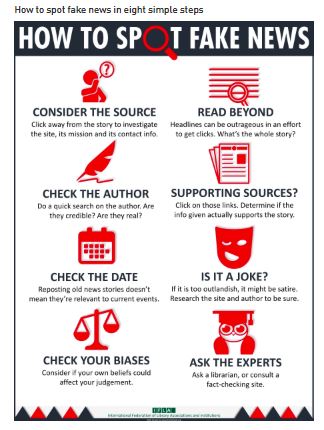 How to spot fake news in eight simple steps
HOW TO SPOT FAKE NEWS
CONSIDER THE SOURCE
Click away from the story to investigate
the site, its mission and its contact info.
READ BEYOND
Headlines can be outrageous in an effort
to get clicks. What's the whole story?
CHECK THE AUTHOR
Do a quick search on the author. Are
they credible? Are they real?
SUPPORTING SOURCES?
Click on those links. Determine if the
info given actually supports the story.
CHECK THE DATE
Reposting old news stories doesn't
mean they're relevant to current events.
IS IT A JOKE?
If it is too outlandish, it might be satire.
Research the site and author to be sure.
CHECK YOUR BIASES
Consider if your own beliefs could
affect your judgement.
ASK THE EXPERTS
Ask a librarian, or consult a
fact-checking site.
IFLA
International Federation of Library Associations and Institutions